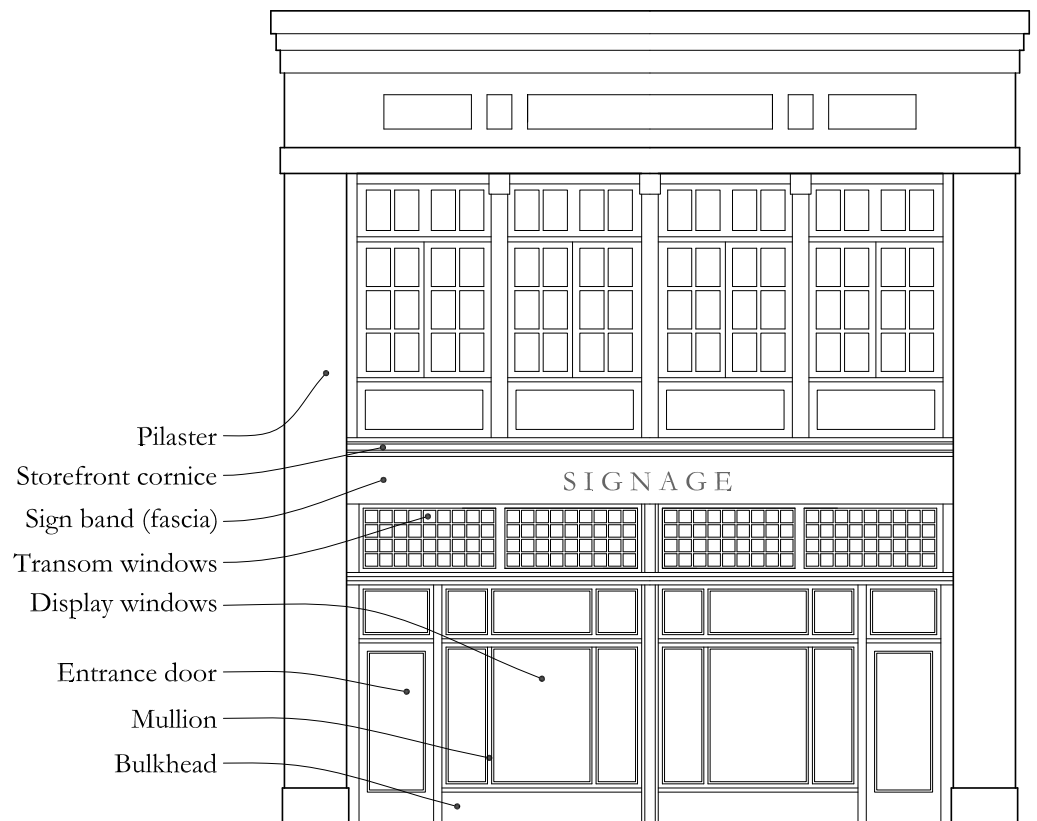 Pilaster
Storefront cornice
SIGNAGE
Sign band (fascia)
Transom windows
Display windows
Entrance door
Mullion
Bulkhead